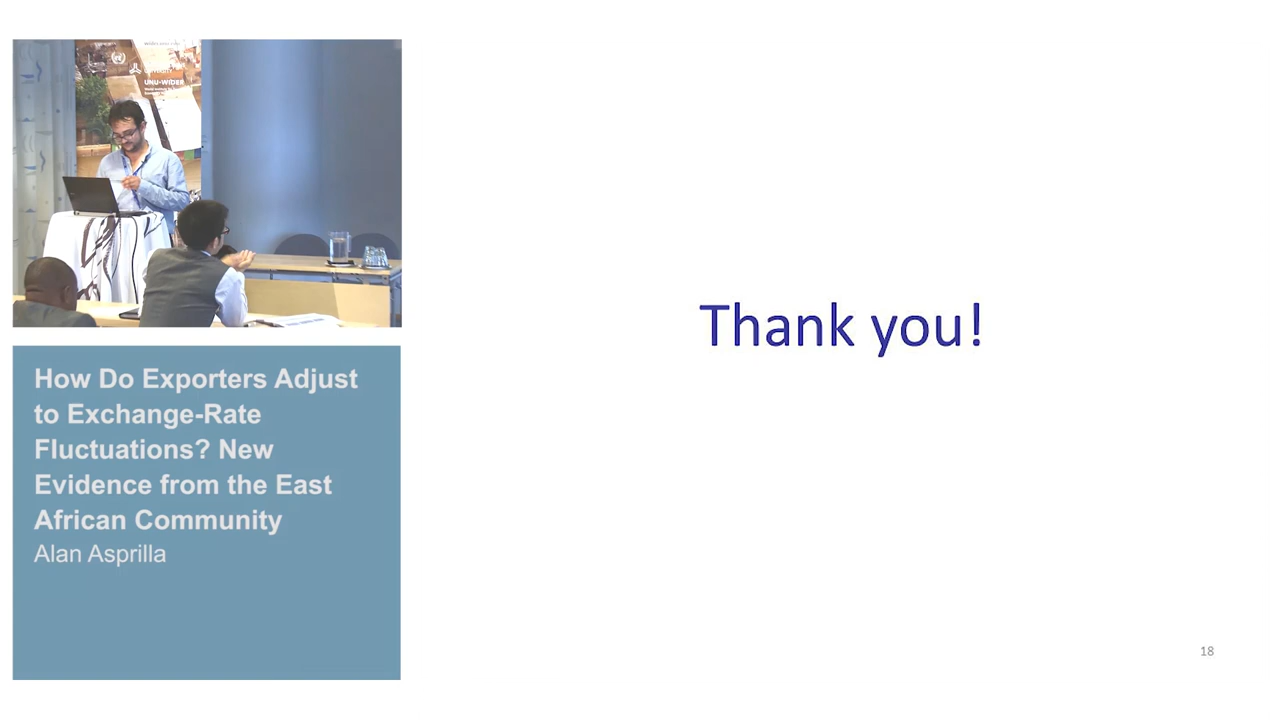 UNU-WIDER
How Do Exporters Adjust
to Exchange-Rate
Fluctuations? New
Evidence from the East
African Community
Alan Asprilla
Thank you!
18